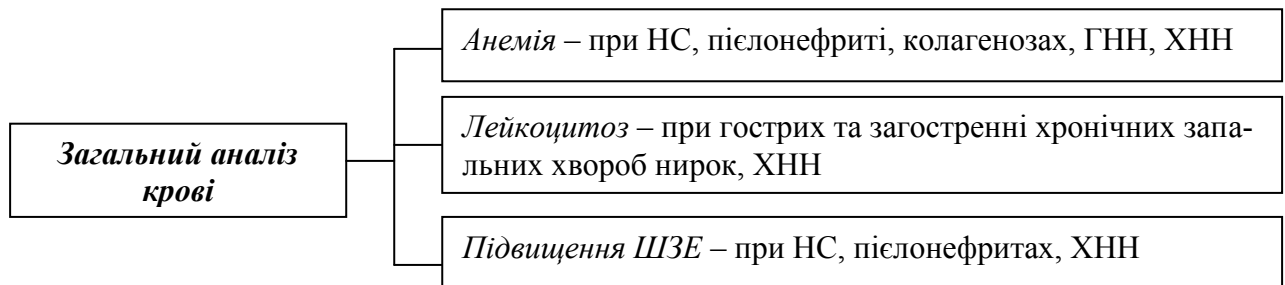 Загальний аналіз
крові
Анемія – при НС, пієлонефриті, колагенозах, ГНН, ХНН
Лейкоцитоз – при гострих та загостренні хронічних запа-
льних хвороб нирок, ХНН
Підвищення ШЗЕ – при НС, пієлонефритах, ХНН